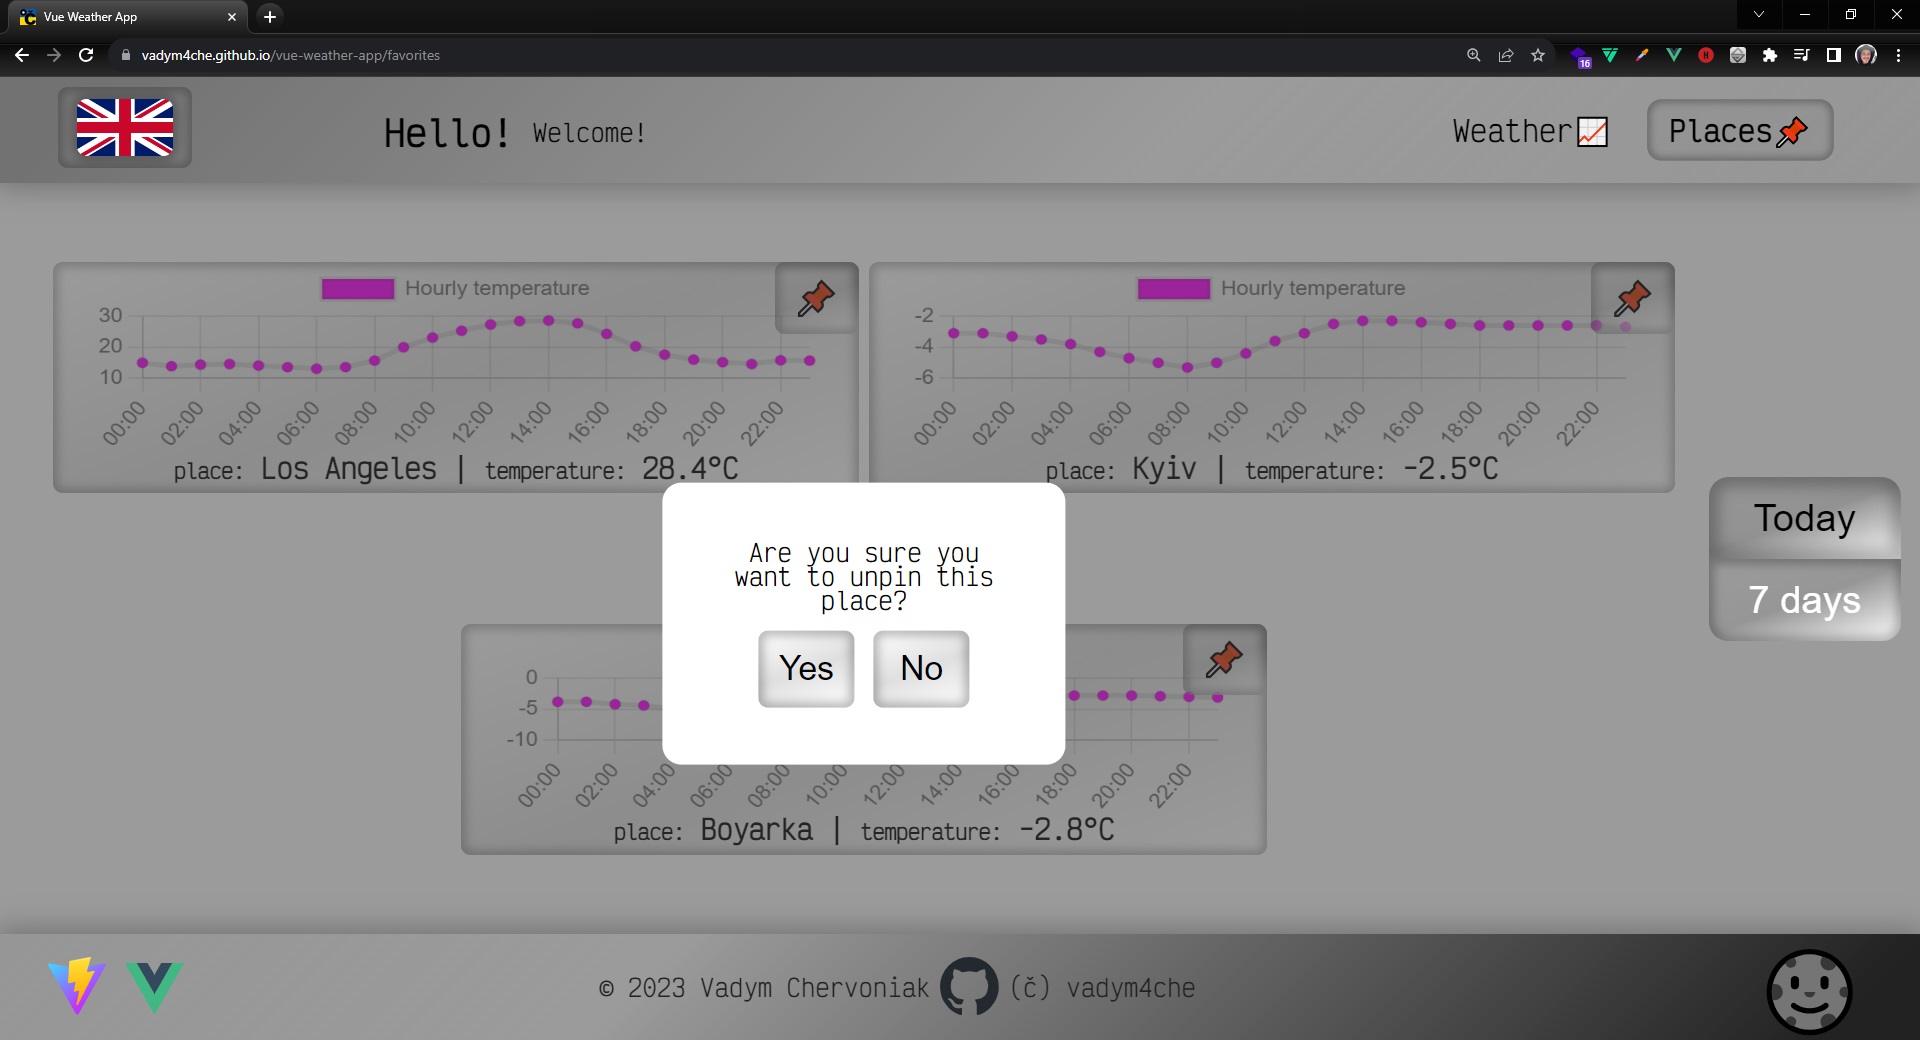 Vue Weather App
vadym4che.github.io/vue-weather-app/favorites
16
H
Hello! Welcome!
Weather
Places
Hourly temperature
30
20
10
00:00 02:00 04:00 06:00 08:00 10:00 12:00 14:00 16:00 18:00 20:00 22:00
place: Los Angeles | temperature: 28.4°C
Hourly temperature
-2
-4
-6
00:00 02:00 04:00 06:00 08:00 10:00 12:00 14:00 16:00 18:00 20:00 22:00
place: Kyiv | temperature: -2.5°C
Today
7 days
Are you sure you
want to unpin this
place?
Yes No
0
-5
-10
00:00 02:00 04:00 06:00 08:00 10:00 12:00 14:00 16:00 18:00 20:00 22:00
place: Boyarka | temperature: -2.8°C
© 2023 Vadym Chervoniak (č) vadym4che